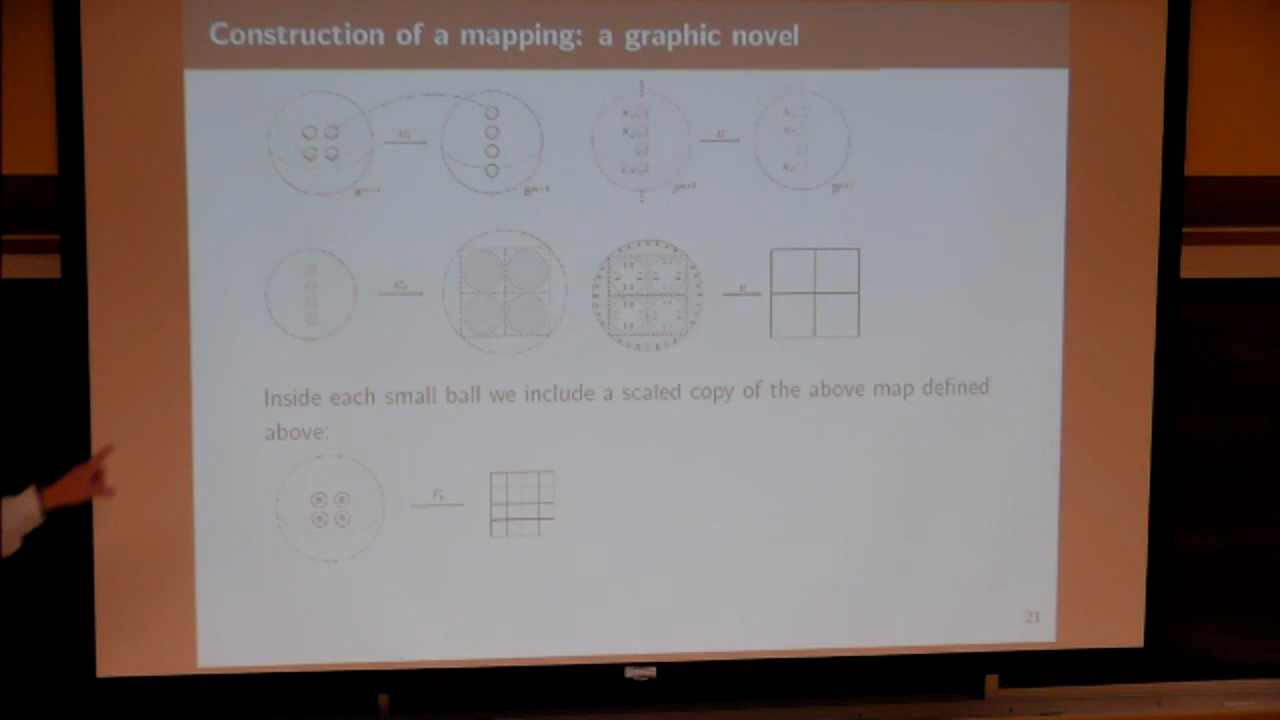 Construction of a mapping: a graphic novel
Inside each small ball we include a scaled copy of the above map defined
above:
21